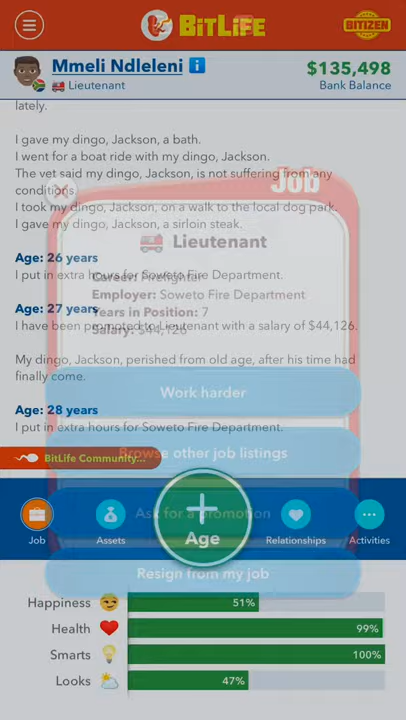 BITLIFE
BITIZEN
Mmeli Ndleleni
$135,498
Lieutenant
Bank Balance
lately.
I gave my dingo, Jackson, a bath.
I went for a boat ride with my dingo, Jackson.
The vet said my dingo, Jackson, is not suffering from any
conditions.
Job
I took my dingo, Jackson, on a walk to the local dog park.
I gave my dingo, Jackson, a sirloin steak.
Lieutenant
Age: 26 years
I put in extra hours for Soweto Fire Department.
Career: Firefighter
Employer: Soweto Fire Department
Age: 27 years
Years in Position: 7
I have been promoted to Lieutenant with a salary of $44,126.
Salary: $44,126
My dingo, Jackson, perished from old age, after his time had
finally come.
Work harder
Age: 28 years
I put in extra hours for Soweto Fire Department.
BitLife Community...
Browse other job listings
Ask for a promotion
Job
Assets
+
Age
Relationships
Activities
Resign from my job
Happiness
51%
Health
99%
Smarts
100%
Looks
47%